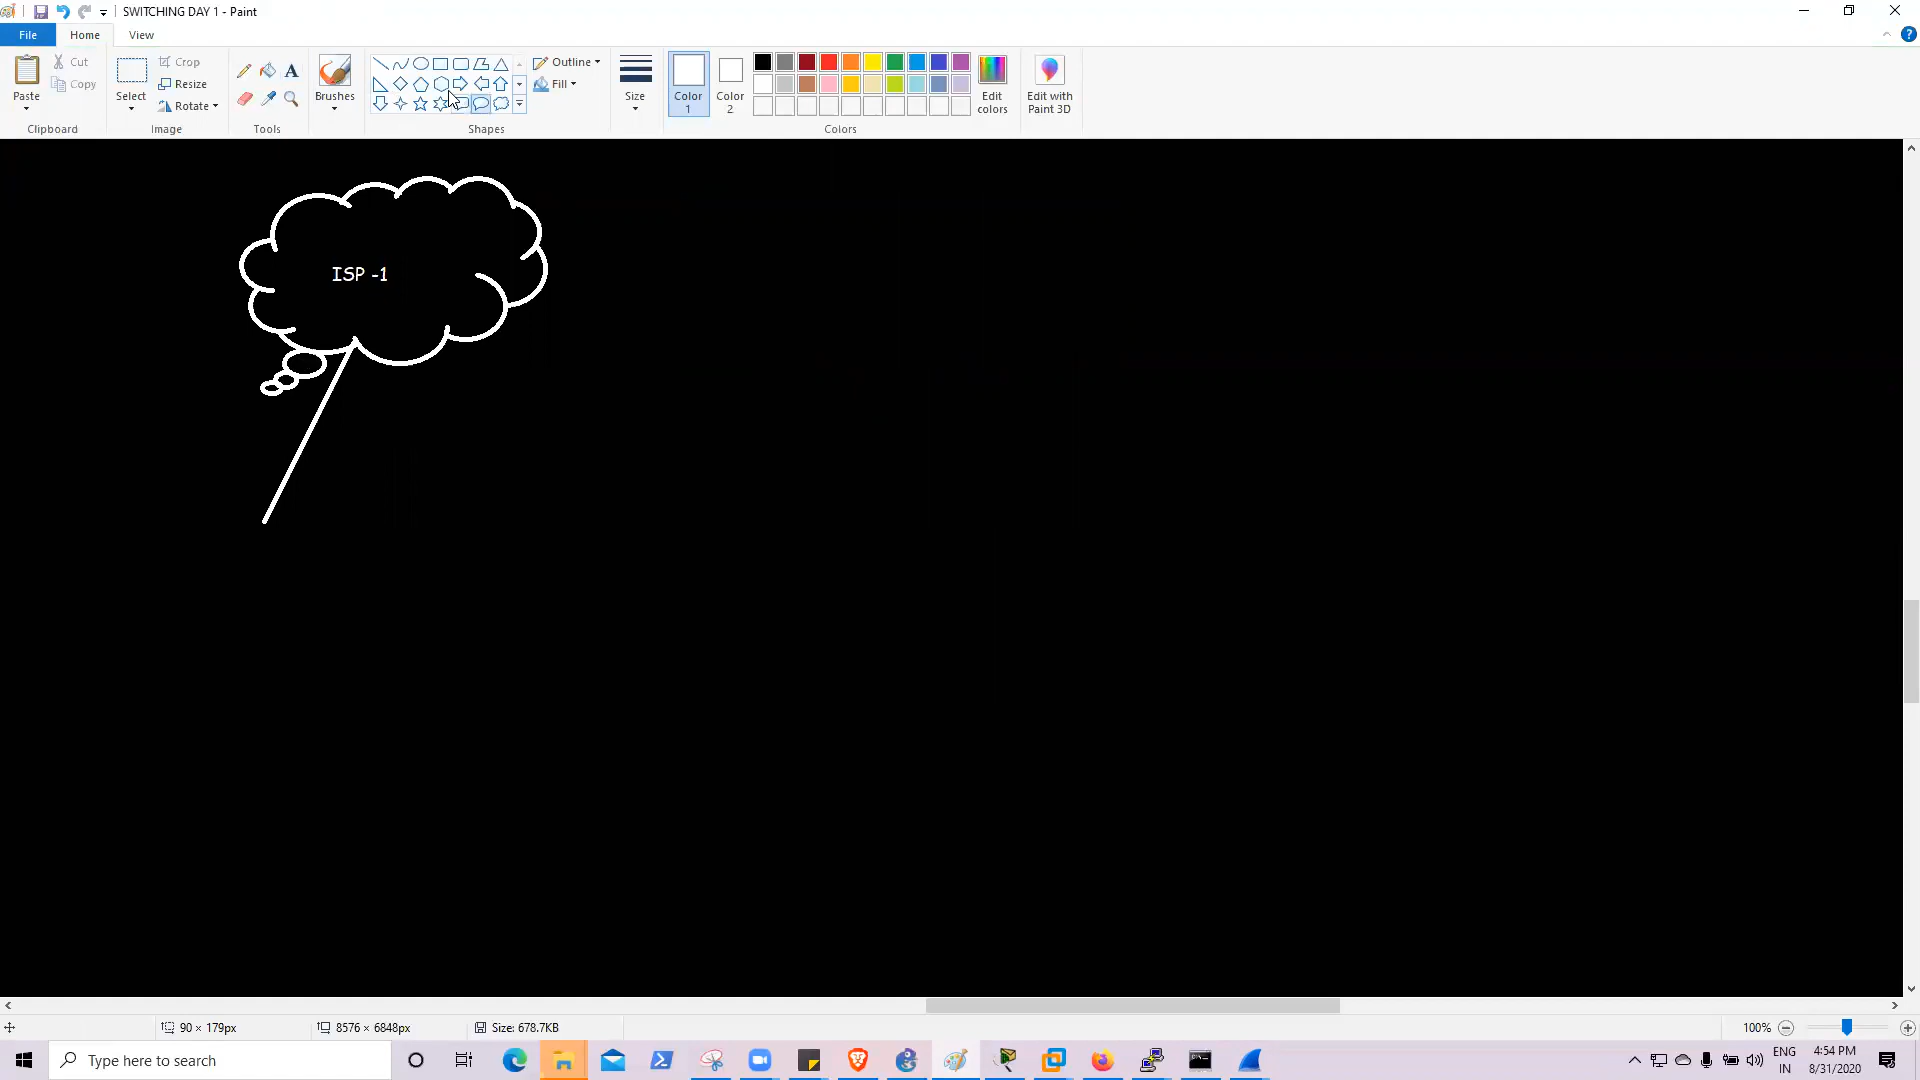 SWITCHING DAY 1 - Paint
File
Home
View
Paste
Cut
Copy
Clipboard
Select
Crop
Resize
Rotate
Image
A
Tools
Brushes
Outline
Fill
Shapes
Size
Color
1
Color
2
Colors
Edit
colors
Edit with
Paint 3D
?
ISP -1
90 × 179px
8576 × 6848px
Size: 678.7KB
100%
Type here to search
ENG
IN
4:54 PM
8/31/2020